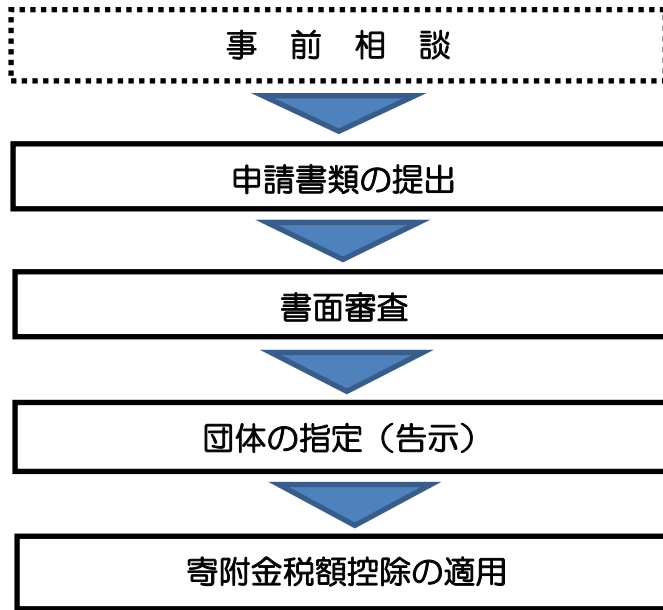 事 前 相 談
申請書類の提出
書面審査
団体の指定（告示）
寄附金税額控除の適用